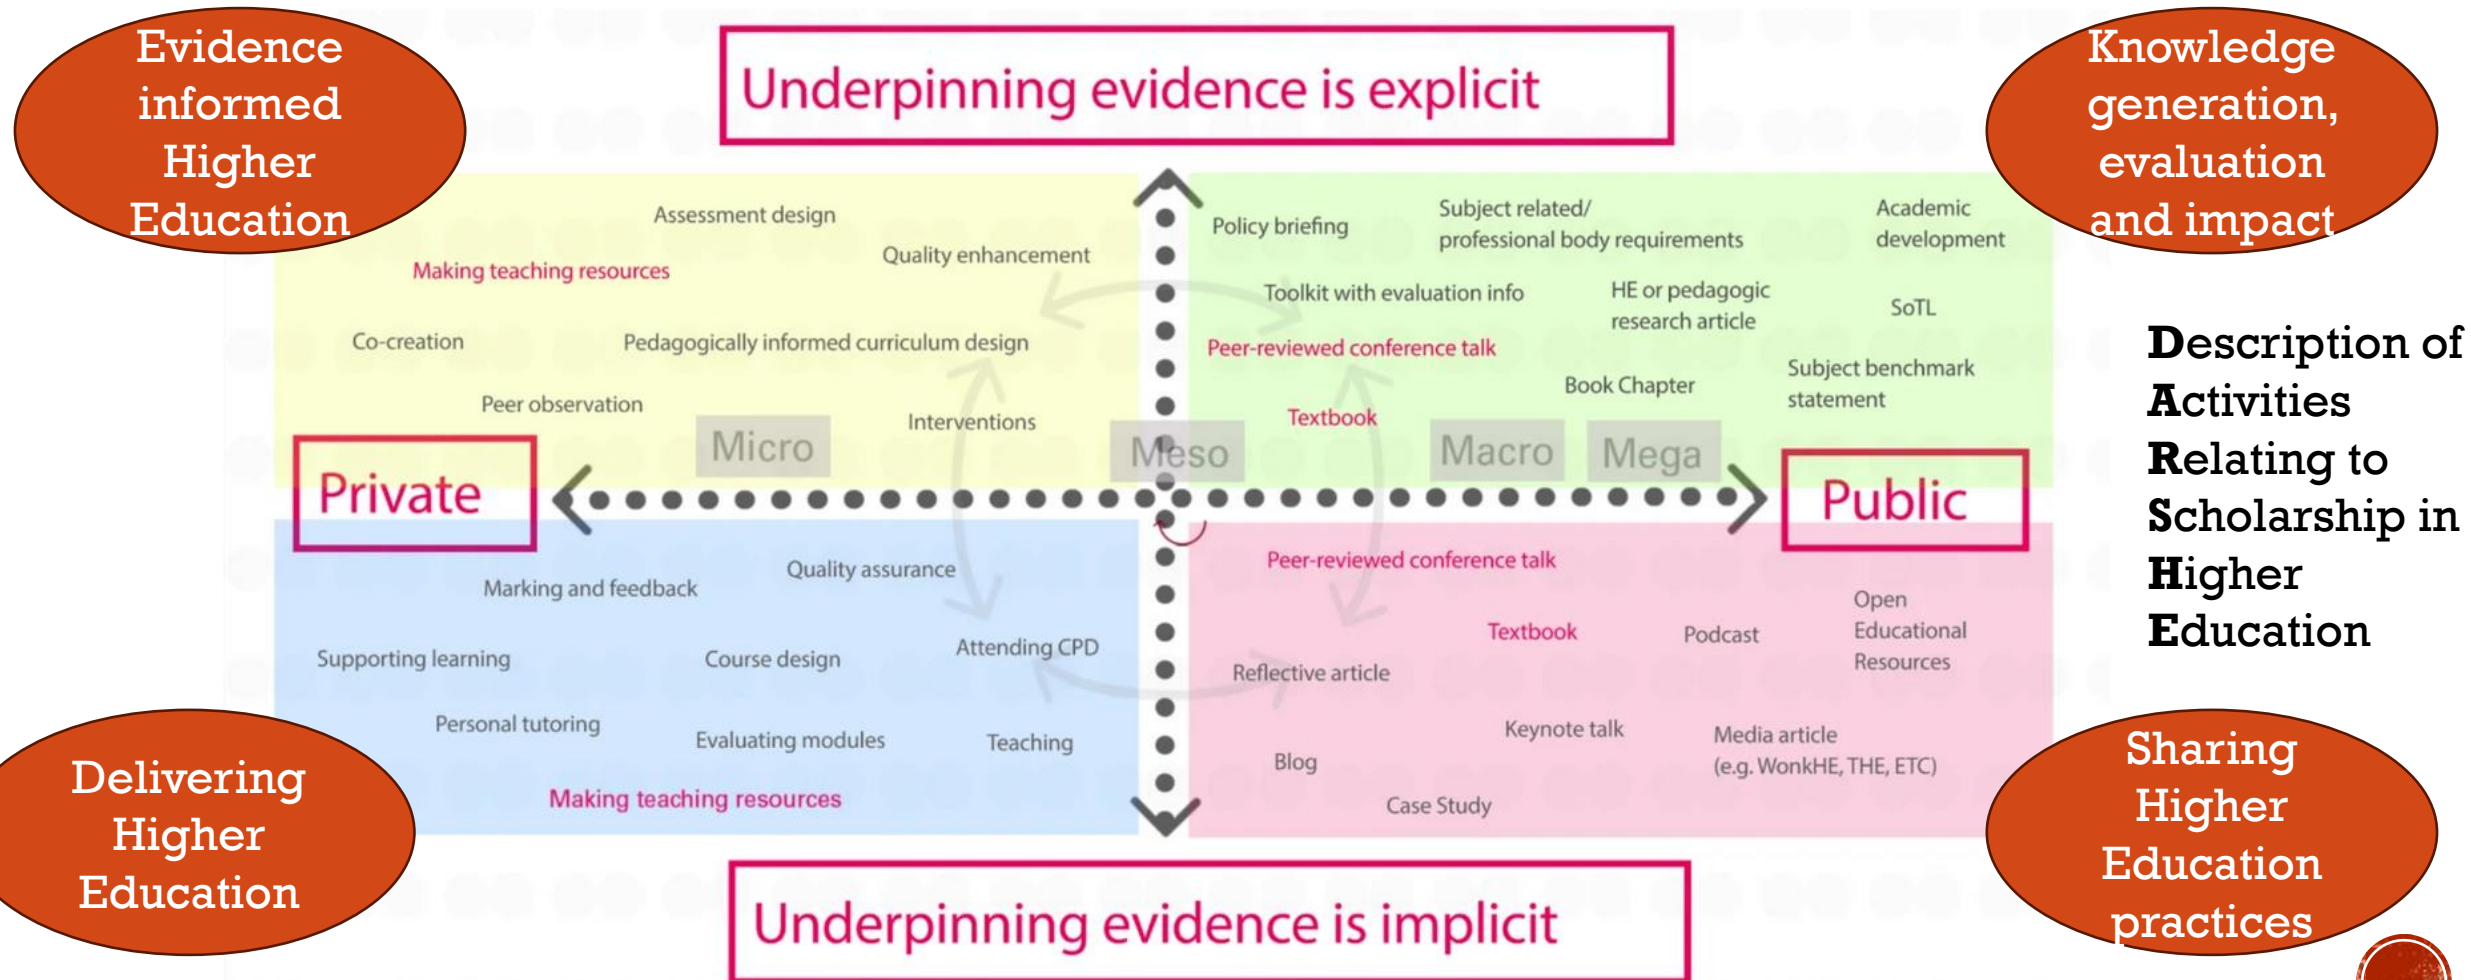 Evidence
informed
Higher
Education
Underpinning evidence is explicit
Knowledge
generation,
evaluation
and impact
Assessment design
Quality enhancement
Making teaching resources
Co-creation
Pedagogically informed curriculum design
Peer observation
Interventions
Policy briefing
Subject related/
professional body requirements
Academic
development
Toolkit with evaluation info
HE or pedagogic
research article
SoTL
Peer-reviewed conference talk
Book Chapter
Subject benchmark
statement
Textbook
Micro
Meso
Macro
Mega
Private
Public
Description of
Activities
Relating to
Scholarship in
Higher
Education
Quality assurance
Marking and feedback
Supporting learning
Course design
Attending CPD
Personal tutoring
Evaluating modules
Teaching
Making teaching resources
Peer-reviewed conference talk
Open
Educational
Resources
Textbook
Podcast
Reflective article
Keynote talk
Media article
(e.g. WonkHE, THE, ETC)
Blog
Case Study
Delivering
Higher
Education
Sharing
Higher
Education
practices
Underpinning evidence is implicit